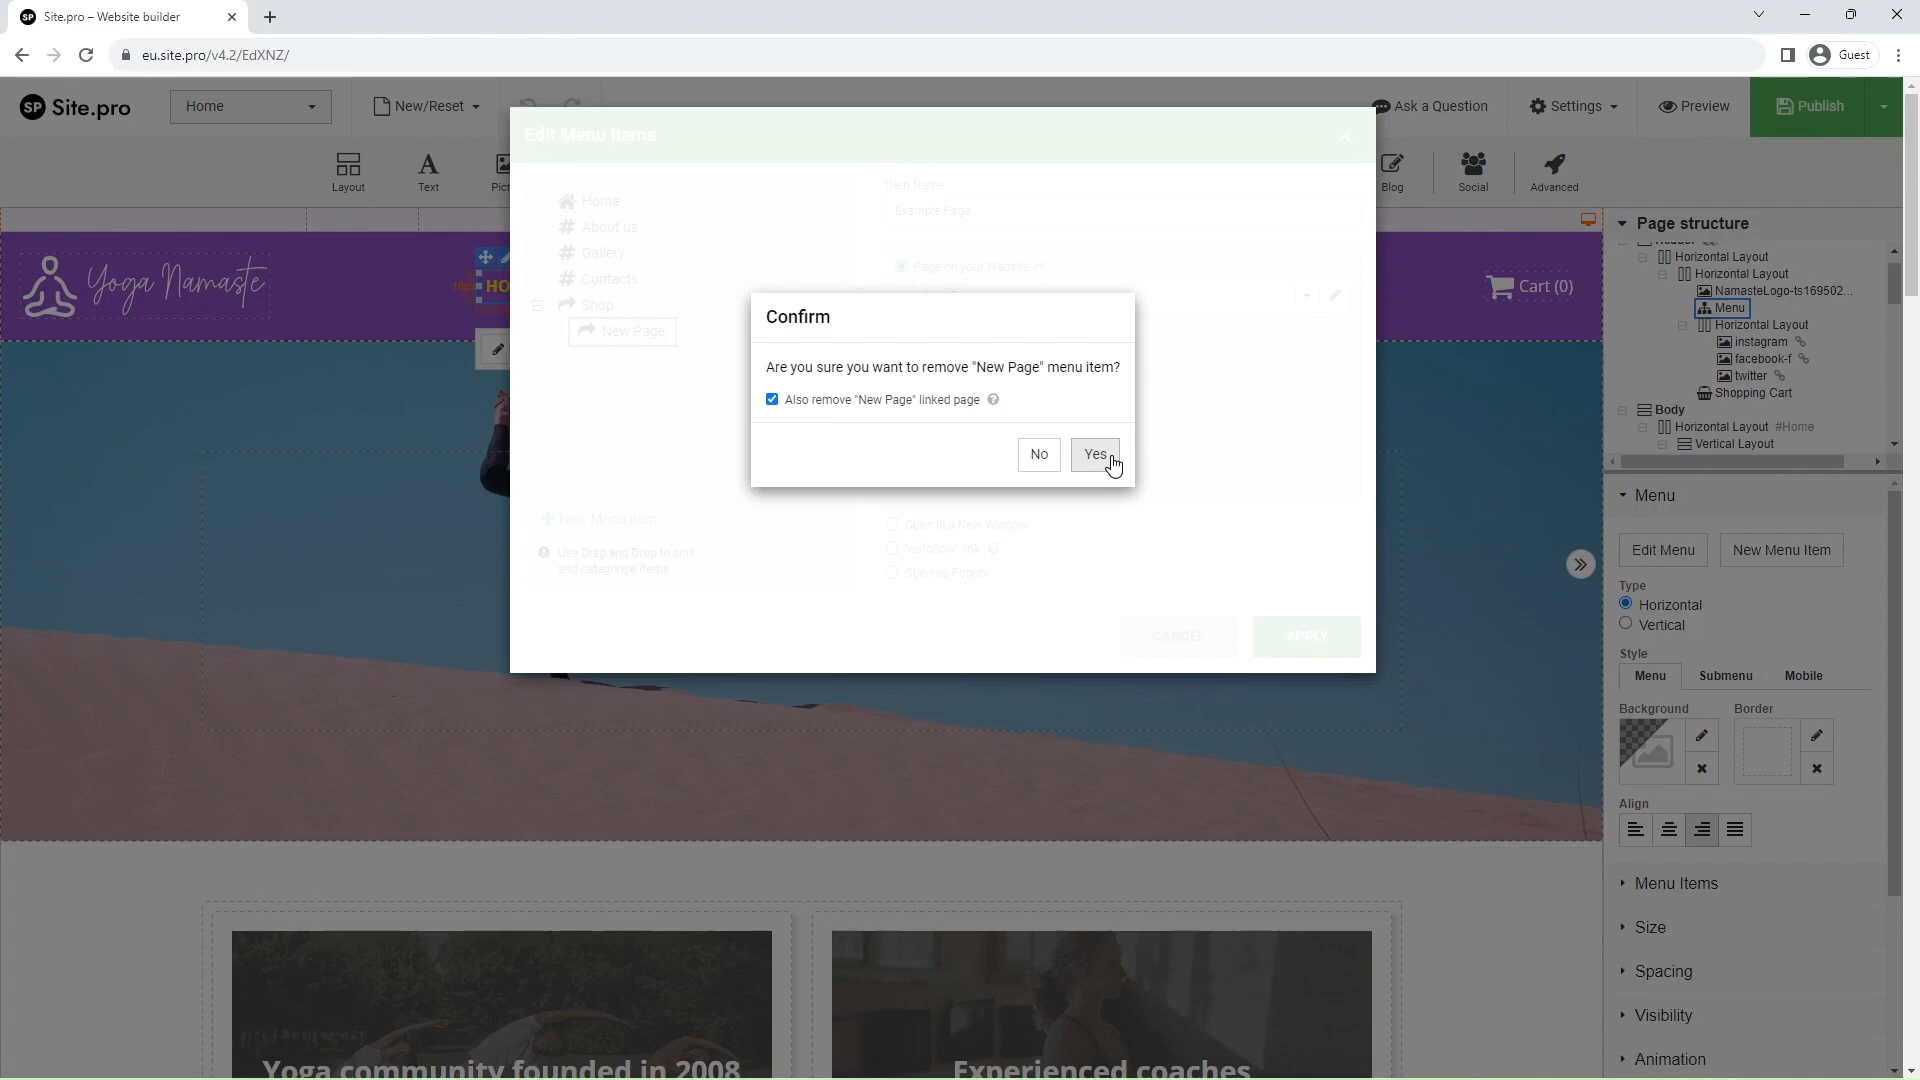 Site.pro – Website builder
eu.site.pro/v4.2/EdXNZ/
Guest
SP Site.pro
Home
New/Reset
Ask a Question
Settings
Preview
Publish
Layout
Text
Blog
Social
Advanced
Edit Menu Items
Home
About us
Gallery
Contacts
Shop
New Page
New Menu Item
Use Drag and Drop to sort
and categorise items
Item Name
Example Page
Page on your Website
Open in a New Window
"nofollow" link
Open as Popup
CANCEL
APPLY
Confirm
Are you sure you want to remove "New Page" menu item?
Also remove "New Page" linked page
No
Yes
Yoga Namaste
HO
Cart (0)
Yoga community founded in 2008
Experienced coaches
Page structure
Horizontal Layout
Horizontal Layout
NamasteLogo-ts169502...
Menu
Horizontal Layout
instagram
facebook-f
twitter
Shopping Cart
Body
Horizontal Layout #Home
Vertical Layout
Menu
Edit Menu
New Menu Item
Type
Horizontal
Vertical
Style
Menu
Submenu
Mobile
Background
Border
Align
Menu Items
Size
Spacing
Visibility
Animation